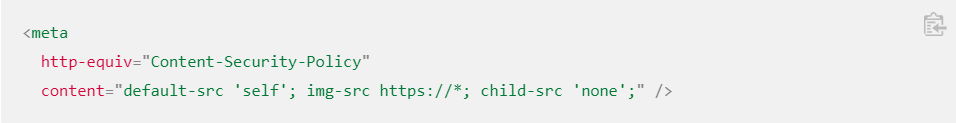 <meta
http-equiv="Content-Security-Policy"
content="default-src 'self'; img-src https://*; child-src 'none';" />